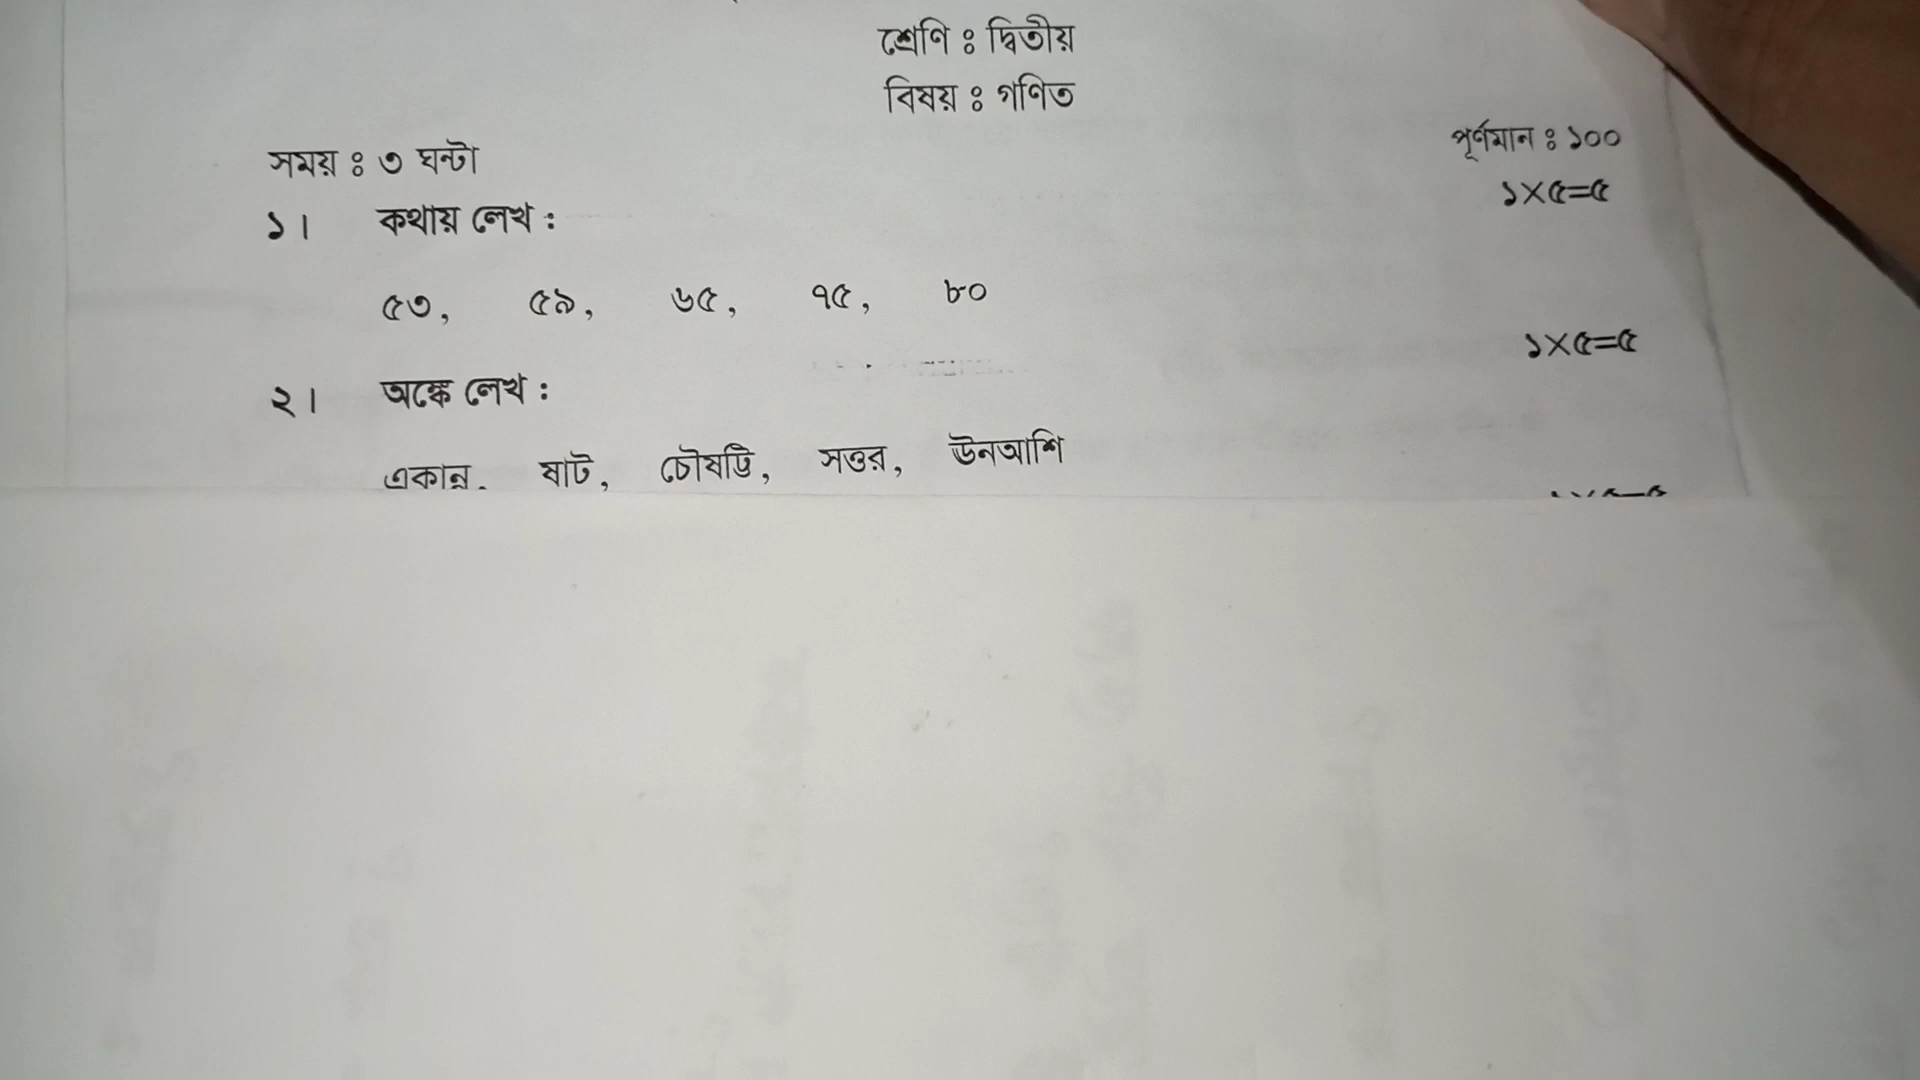 শ্রেণি ঃ দ্বিতীয়
বিষয় ঃ গণিত
সময় ঃ ৩ ঘন্টা পূর্ণমান ঃ ১০০
১। কথায় লেখ : ১×৫=৫
৫৩, ৫৯, ৬৫, ৭৫, ৮০
২। অঙ্কে লেখ : ১×৫=৫
একান্ন, ষাট, চৌষট্টি, সত্তর, ঊনআশি